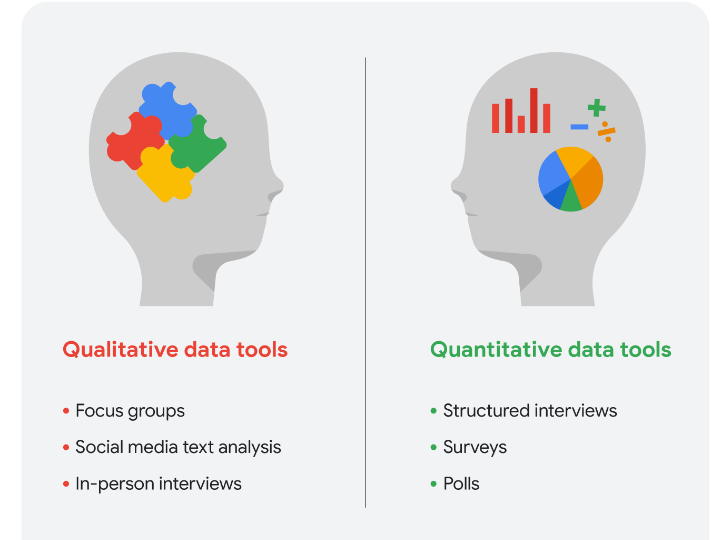 Qualitative data tools
• Focus groups
• Social media text analysis
• In-person interviews
Quantitative data tools
• Structured interviews
• Surveys
• Polls